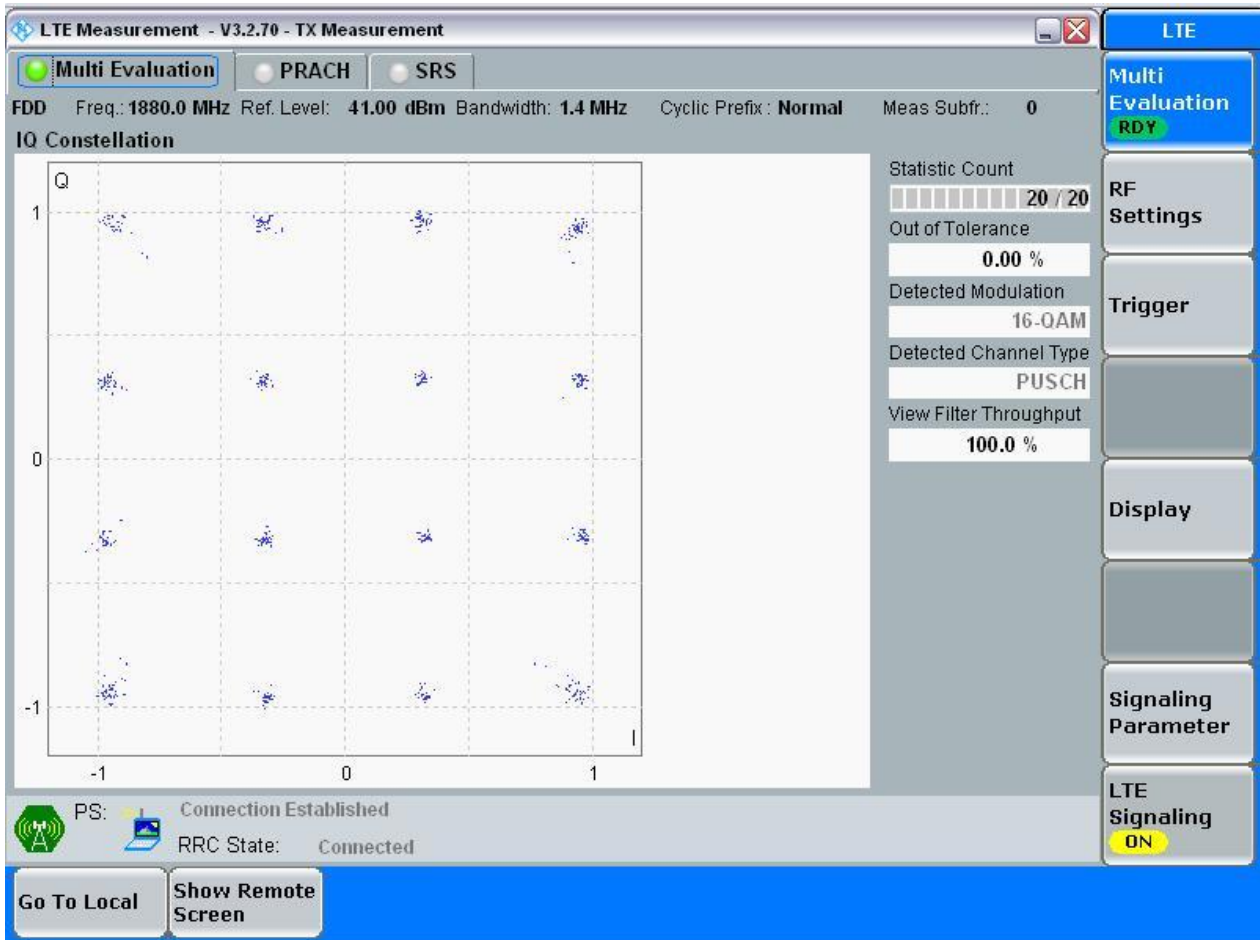 LTE Measurement - V3.2.70 - TX Measurement
LTE
Multi Evaluation PRACH SRS
FDD Freq.: 1880.0 MHz Ref. Level: 41.00 dBm Bandwidth: 1.4 MHz Cyclic Prefix : Normal Meas Subfr.: 0
IQ Constellation
Q
1
0
-1
I
-1 0 1
Statistic Count
20 / 20
Out of Tolerance
0.00 %
Detected Modulation
16-QAM
Detected Channel Type
PUSCH
View Filter Throughput
100.0 %
Multi
Evaluation
RDY
RF
Settings
Trigger
Display
Signaling
Parameter
LTE
Signaling
ON
PS: Connection Established
RRC State: Connected
Go To Local
Show Remote
Screen